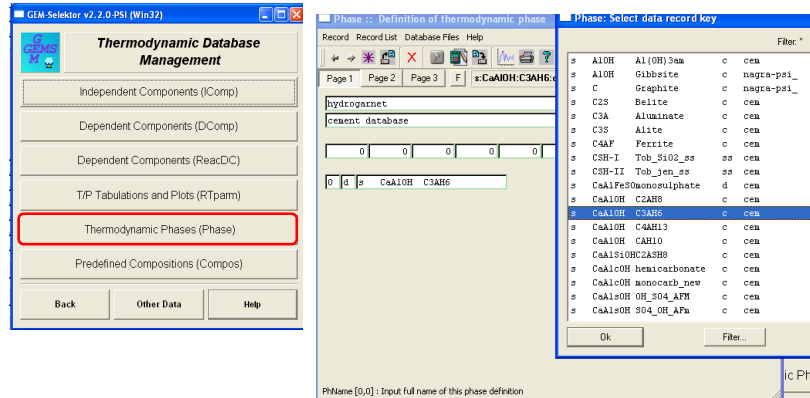 GEM-Selektor v2.2.0-PSI (Win32)
G
GEMS
M
Thermodynamic Database
Management
Independent Components (IComp)
Dependent Components (DComp)
Dependent Components (ReacDC)
T/P Tabulations and Plots (RTparm)
Thermodynamic Phases (Phase)
Predefined Compositions (Compos)
Back Other Data Help
Phase :: Definition of thermodynamic phase
Record Record List Database Files Help
Page 1 Page 2 Page 3 F s:CaAlOH:C3AH6:c
hydrogarnet
cement database
0 0 0 0 0
0 d s CaAlOH C3AH6
PhName [0,0] : Input full name of this phase definition
Phase: Select data record key
Filter: *
s AlOH Al(OH)3am c cem
s AlOH Gibbsite c nagra-psi_
s C Graphite c nagra-psi_
s C2S Belite c cem
s C3A Aluminate c cem
s C3S Alite c cem
s C4AF Ferrite c cem
s CSH-I Tob_SiO2_ss ss cem
s CSH-II Tob_jen_ss ss cem
s CaAlFeSOmonosulphate d cem
s CaAlOH C2AH8 c cem
s CaAlOH C3AH6 c cem
s CaAlOH C4AH13 c cem
s CaAlOH CAH10 c cem
s CaAlSiOHC2ASH8 c cem
s CaAlcOH hemicarbonate c cem
s CaAlcOH monocarb_new c cem
s CaAlsOH OH_SO4_AFM c cem
s CaAlsOH SO4_OH_AFm c cem
Ok Filter...
ic Ph